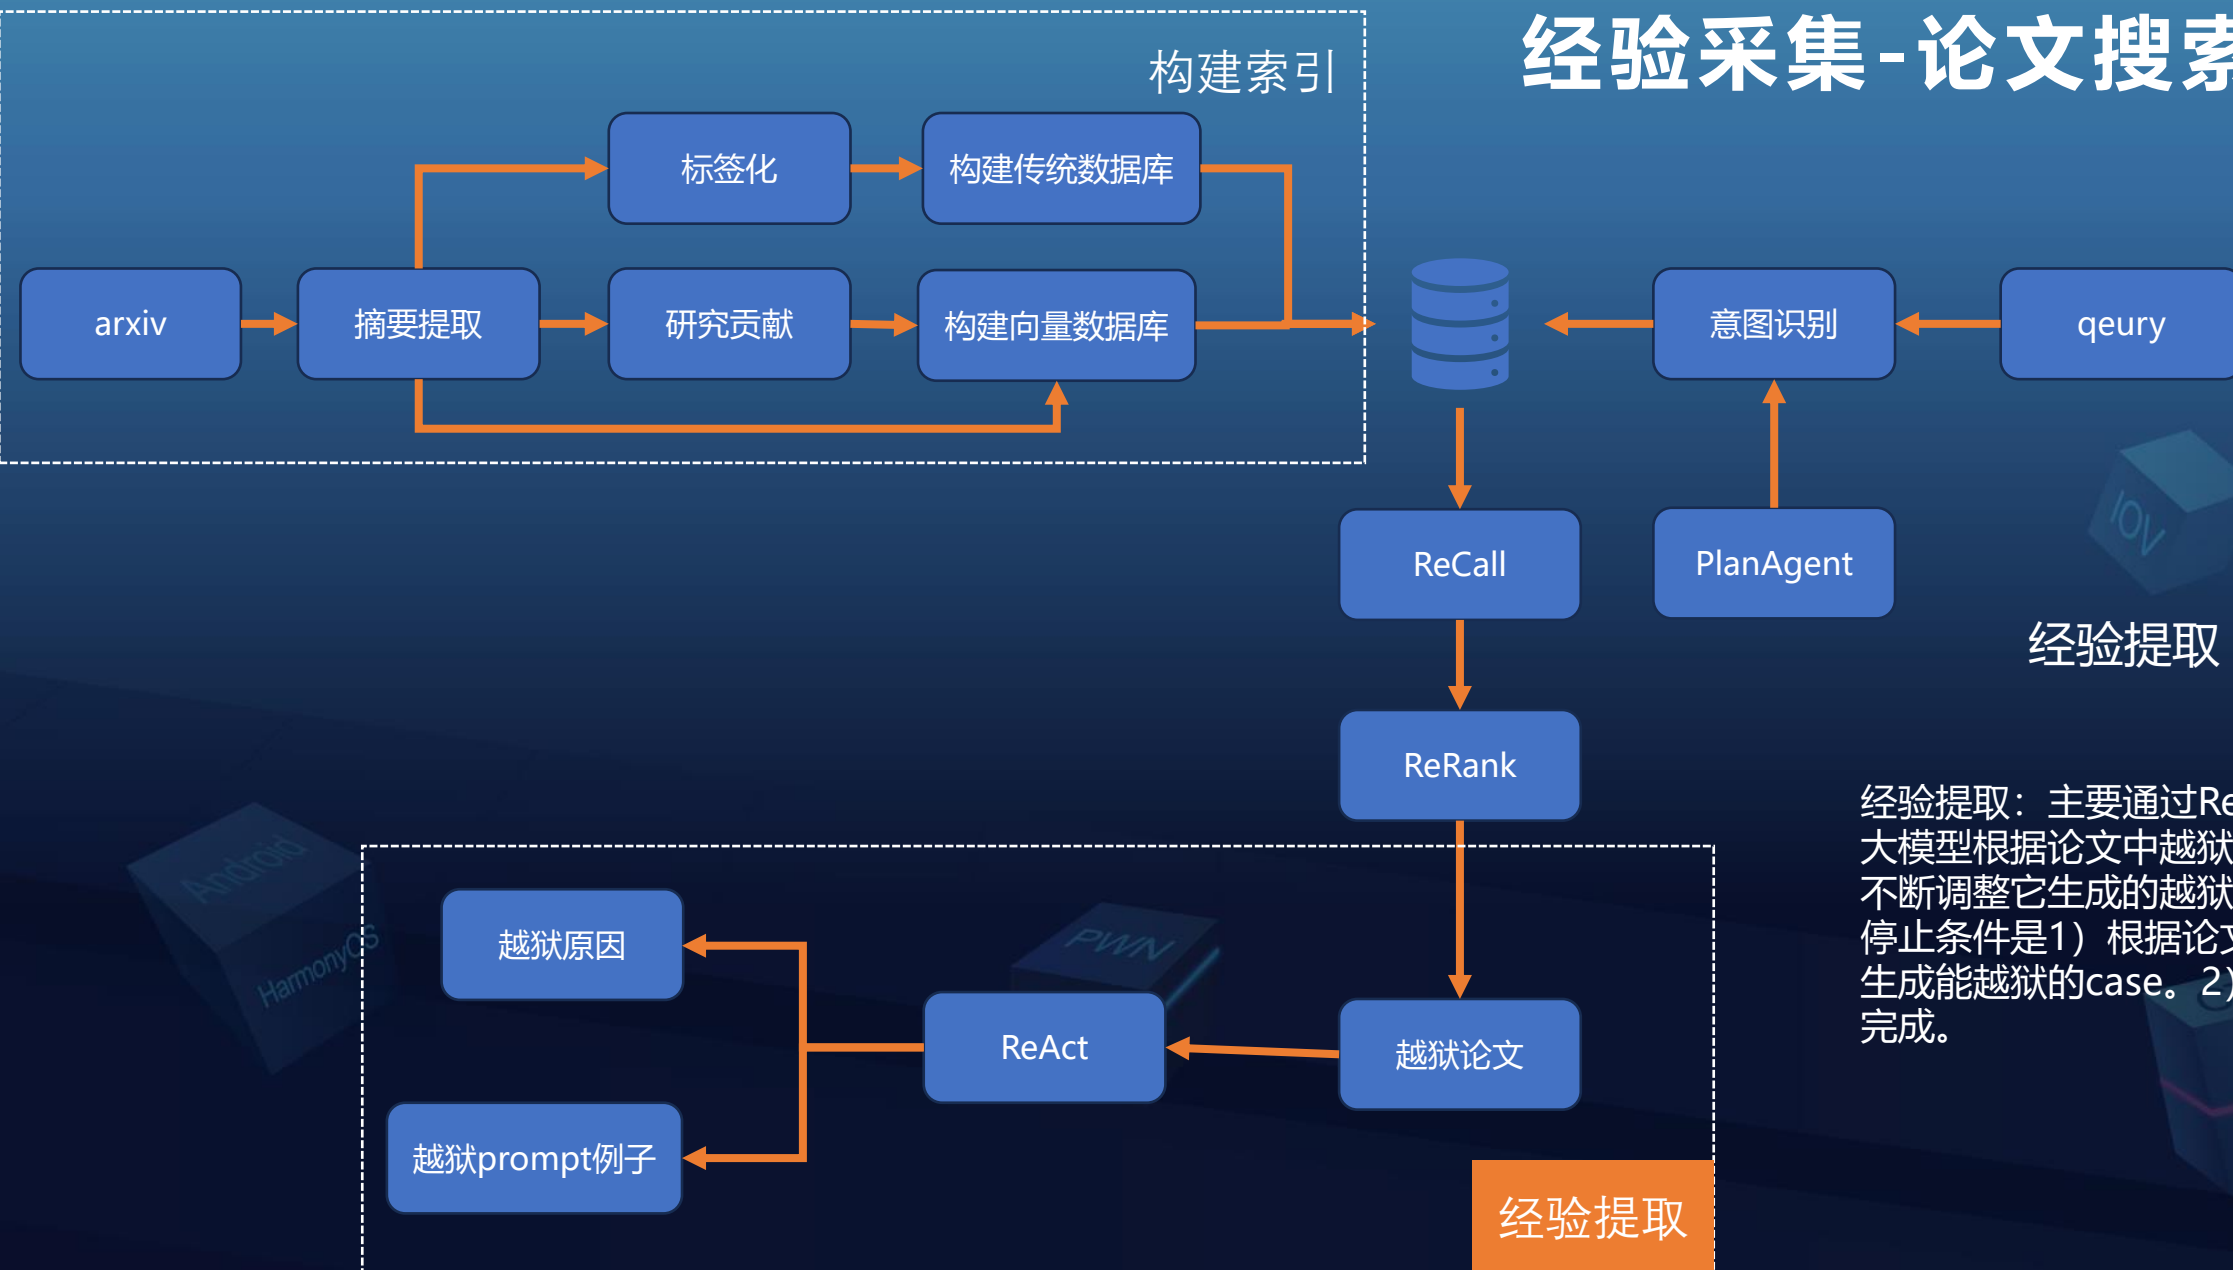 经验采集-论文搜索
构建索引
标签化
构建传统数据库
arxiv
摘要提取
研究贡献
构建向量数据库
意图识别
qeury
ReCall
PlanAgent
IOV
经验提取
ReRank
经验提取：主要通过Re
大模型根据论文中越狱
不断调整它生成的越狱
停止条件是1）根据论文
生成能越狱的case。2）
完成。
Android
HarmonyOS
PWN
越狱原因
ReAct
越狱论文
越狱prompt例子
经验提取